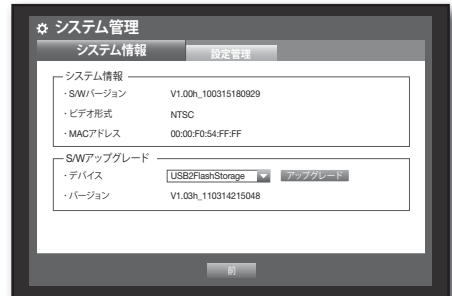 システム管理
システム情報 設定管理
システム情報
・S/Wバージョン V1.00h_100315180929
・ビデオ形式 NTSC
・MACアドレス 00:00:F0:54:FF:FF
S/Wアップグレード
・デバイス USB2FlashStorage アップグレード
・バージョン V1.03h_110314215048
前